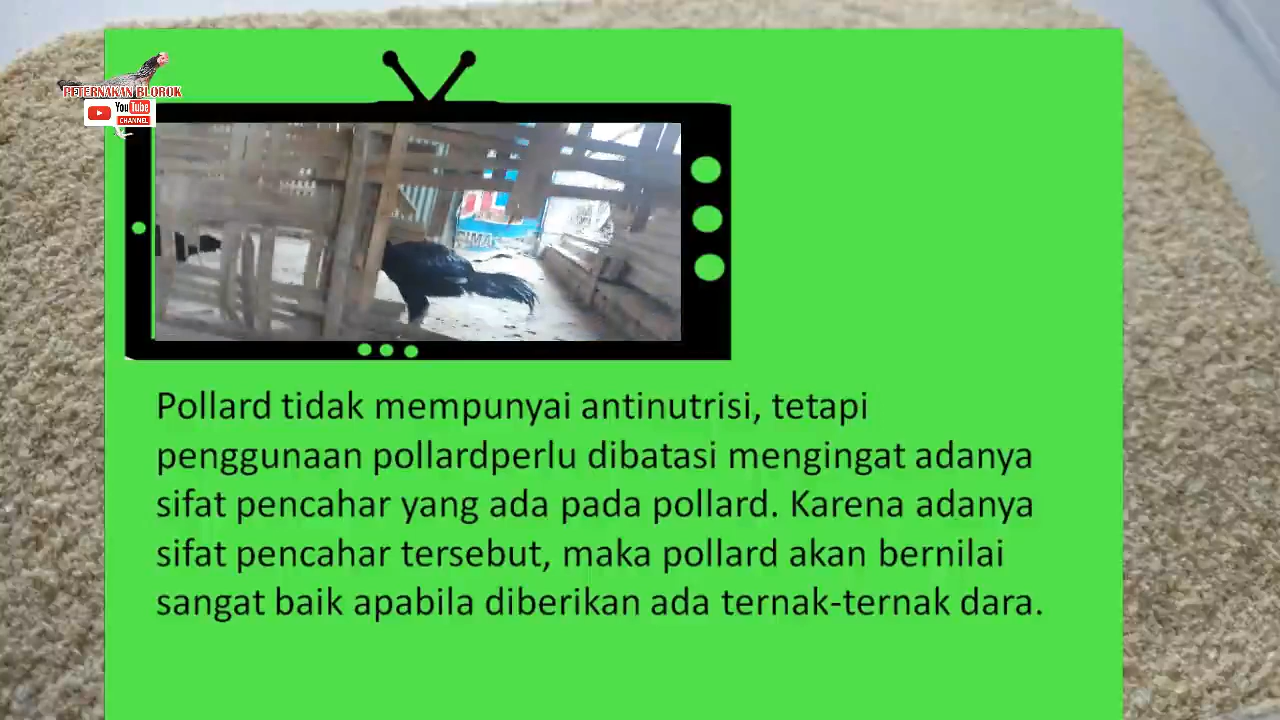 PETERNAKAN BLOROK
YouTube
CHANNEL
Pollard tidak mempunyai antinutrisi, tetapi
penggunaan pollardperlu dibatasi mengingat adanya
sifat pencahar yang ada pada pollard. Karena adanya
sifat pencahar tersebut, maka pollard akan bernilai
sangat baik apabila diberikan ada ternak-ternak dara.